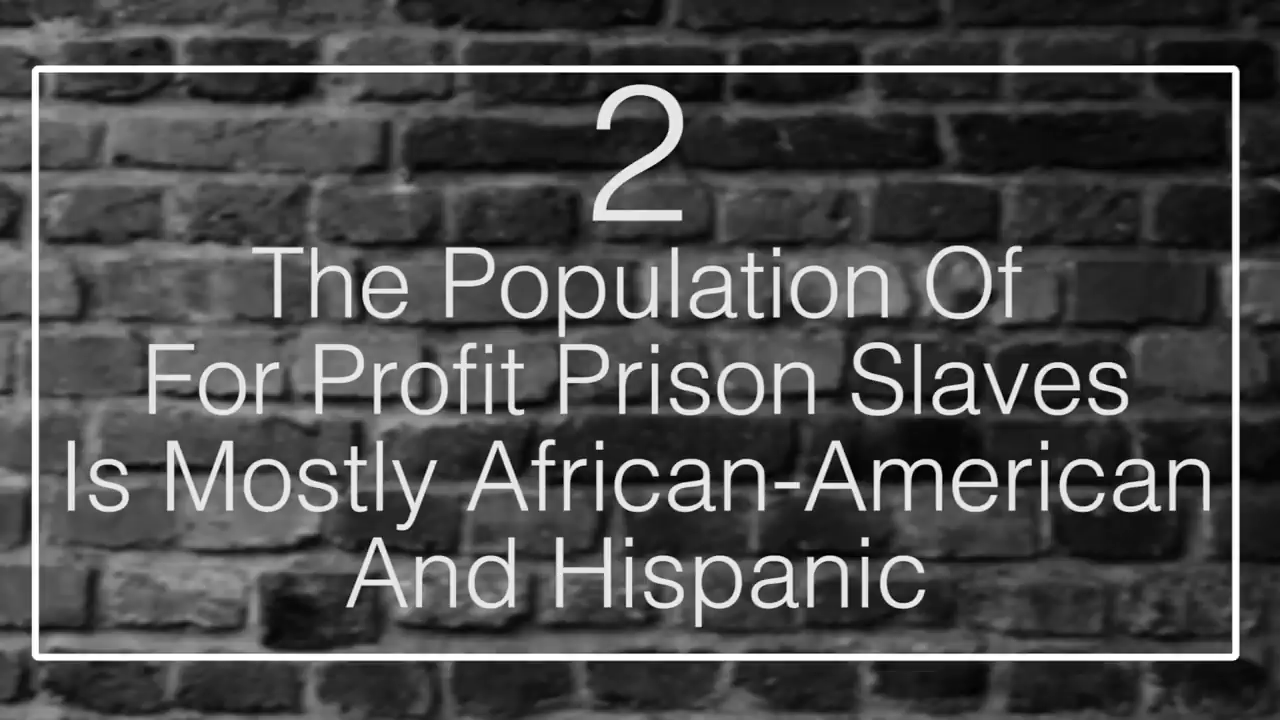 2
The Population Of
For Profit Prison Slaves
Is Mostly African-American
And Hispanic